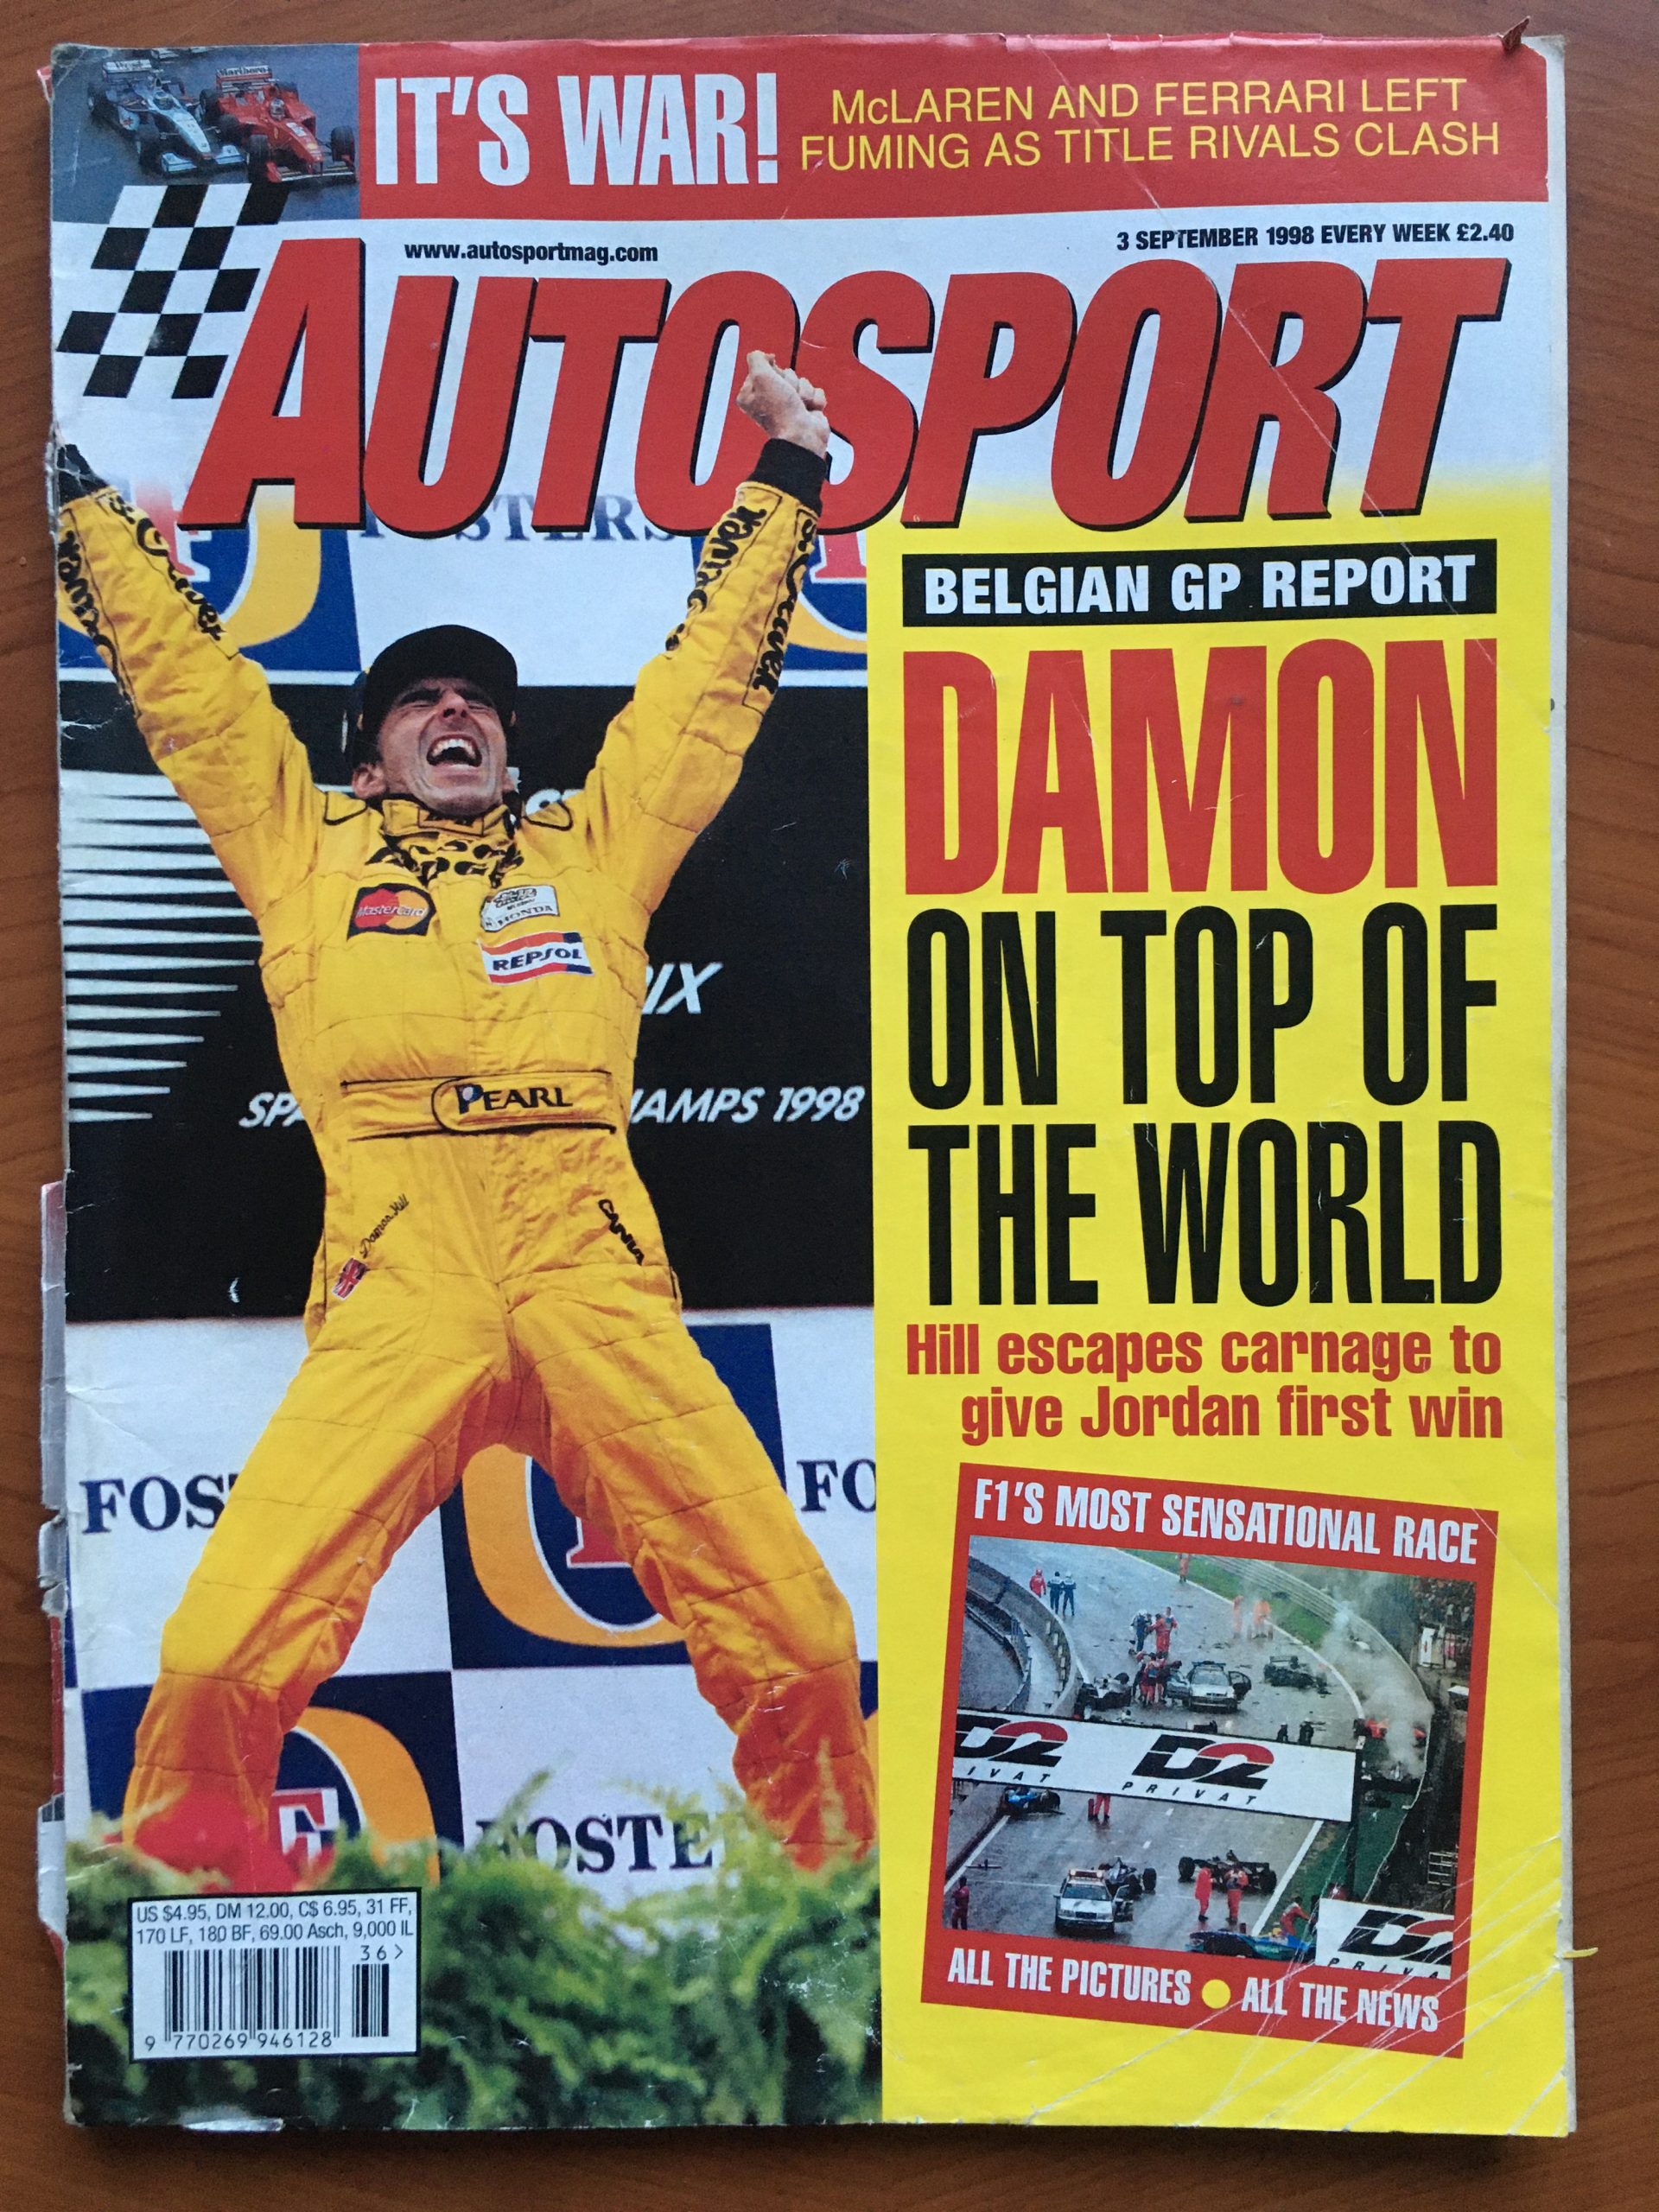 IT'S WAR!
McLAREN AND FERRARI LEFT
FUMING AS TITLE RIVALS CLASH
Marlboro
www.autosportmag.com
3 SEPTEMBER 1998 EVERY WEEK £2.40
AUTOSPORT
BELGIAN GP REPORT
DAMON
ON TOP OF
THE WORLD
Hill escapes carnage to
give Jordan first win
F1'S MOST SENSATIONAL RACE
D2
PRIVAT
ALL THE PICTURES ● ALL THE NEWS
MasterCard
HONDA
REPSOL
IX
PEARL
SPA
AMPS 1998
Damon Hill
FOS
FO
FOSTE
US $4.95, DM 12.00, C$ 6.95, 31 FF,
170 LF, 180 BF, 69.00 Asch, 9,000 IL
36>
9 770269 946128